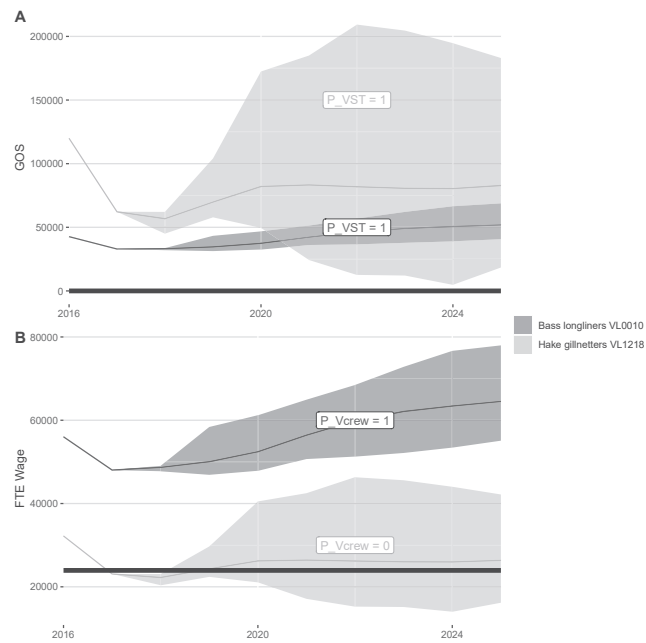 A
200000
150000
100000
50000
0
GOS
P_VST = 1
P_VST = 1
2016
2020
2024
Bass longliners VL0010
Hake gillnetters VL1218
B
80000
60000
40000
20000
FTE Wage
P_Vcrew = 1
P_Vcrew = 0
2016
2020
2024